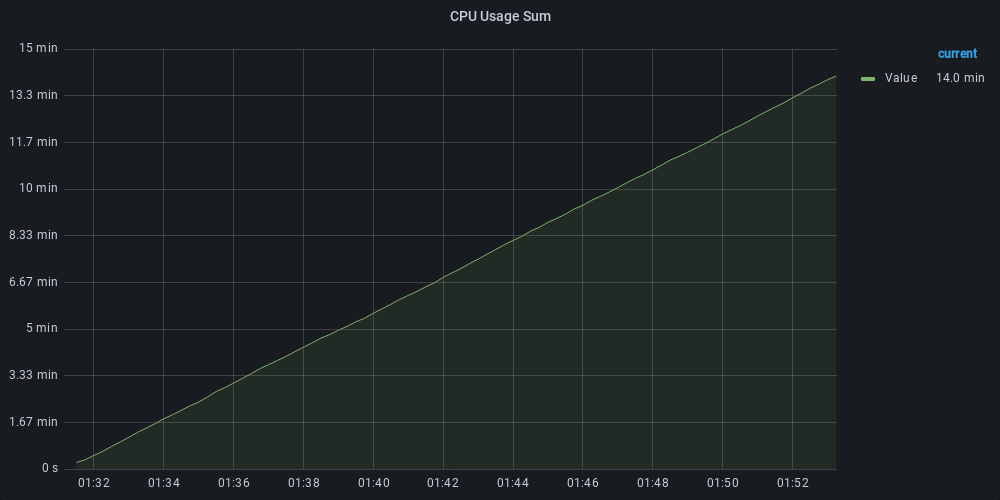 CPU Usage Sum
15 min
13.3 min
11.7 min
10 min
8.33 min
6.67 min
5 min
3.33 min
1.67 min
0 s
01:32 01:34 01:36 01:38 01:40 01:42 01:44 01:46 01:48 01:50 01:52
current
Value 14.0 min